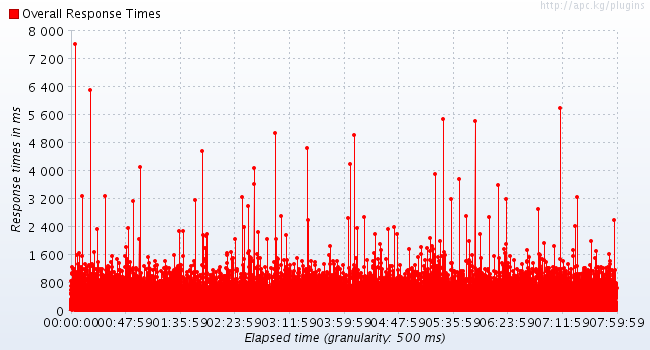 http://apc.kg/plugins
Overall Response Times
8 000
7 200
6 400
5 600
4 800
4 000
3 200
2 400
1 600
800
0
Response times in ms
00:00:00 00:47:59 01:35:59 02:23:59 03:11:59 03:59:59 04:47:59 05:35:59 06:23:59 07:11:59 07:59:59
Elapsed time (granularity: 500 ms)